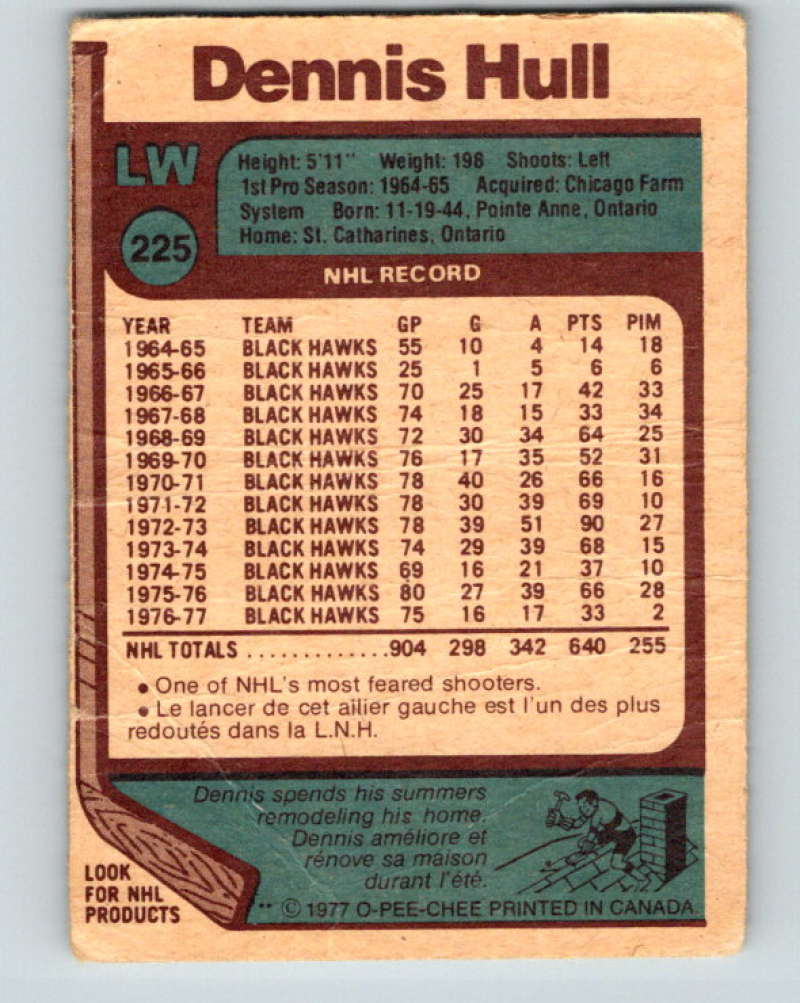 Dennis Hull
LW
Height: 5'11" Weight: 198 Shoots: Left
1st Pro Season: 1964-65 Acquired: Chicago Farm
System Born: 11-19-44, Pointe Anne, Ontario
Home: St. Catharines, Ontario
225
NHL RECORD
YEAR TEAM GP G A PTS PIM
1964-65 BLACK HAWKS 55 10 4 14 18
1965-66 BLACK HAWKS 25 1 5 6 6
1966-67 BLACK HAWKS 70 25 17 42 33
1967-68 BLACK HAWKS 74 18 15 33 34
1968-69 BLACK HAWKS 72 30 34 64 25
1969-70 BLACK HAWKS 76 17 35 52 31
1970-71 BLACK HAWKS 78 40 26 66 16
1971-72 BLACK HAWKS 78 30 39 69 10
1972-73 BLACK HAWKS 78 39 51 90 27
1973-74 BLACK HAWKS 74 29 39 68 15
1974-75 BLACK HAWKS 69 16 21 37 10
1975-76 BLACK HAWKS 80 27 39 66 28
1976-77 BLACK HAWKS 75 16 17 33 2
NHL TOTALS .............904 298 342 640 255
• One of NHL's most feared shooters.
• Le lancer de cet ailier gauche est l'un des plus
redoutés dans la L.N.H.
Dennis spends his summers
remodeling his home.
Dennis améliore et
rénove sa maison
durant l'été.
LOOK
FOR NHL
PRODUCTS
** © 1977 O-PEE-CHEE PRINTED IN CANADA